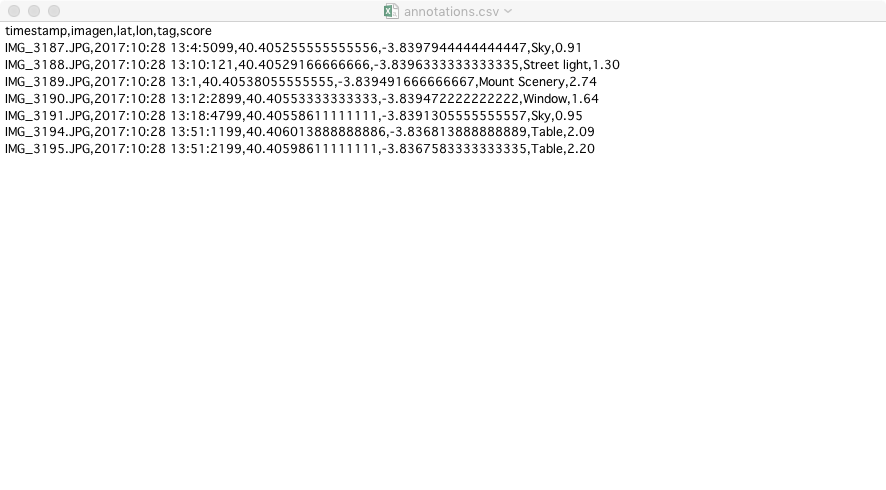 annotations.csv
timestamp,imagen,lat,lon,tag,score
IMG_3187.JPG,2017:10:28 13:4:5099,40.405255555555556,-3.8397944444444447,Sky,0.91
IMG_3188.JPG,2017:10:28 13:10:121,40.40529166666666,-3.8396333333333335,Street light,1.30
IMG_3189.JPG,2017:10:28 13:1,40.40538055555555,-3.839491666666667,Mount Scenery,2.74
IMG_3190.JPG,2017:10:28 13:12:2899,40.40553333333333,-3.839472222222222,Window,1.64
IMG_3191.JPG,2017:10:28 13:18:4799,40.40558611111111,-3.8391305555555557,Sky,0.95
IMG_3194.JPG,2017:10:28 13:51:1199,40.406013888888886,-3.836813888888889,Table,2.09
IMG_3195.JPG,2017:10:28 13:51:2199,40.40598611111111,-3.8367583333333335,Table,2.20